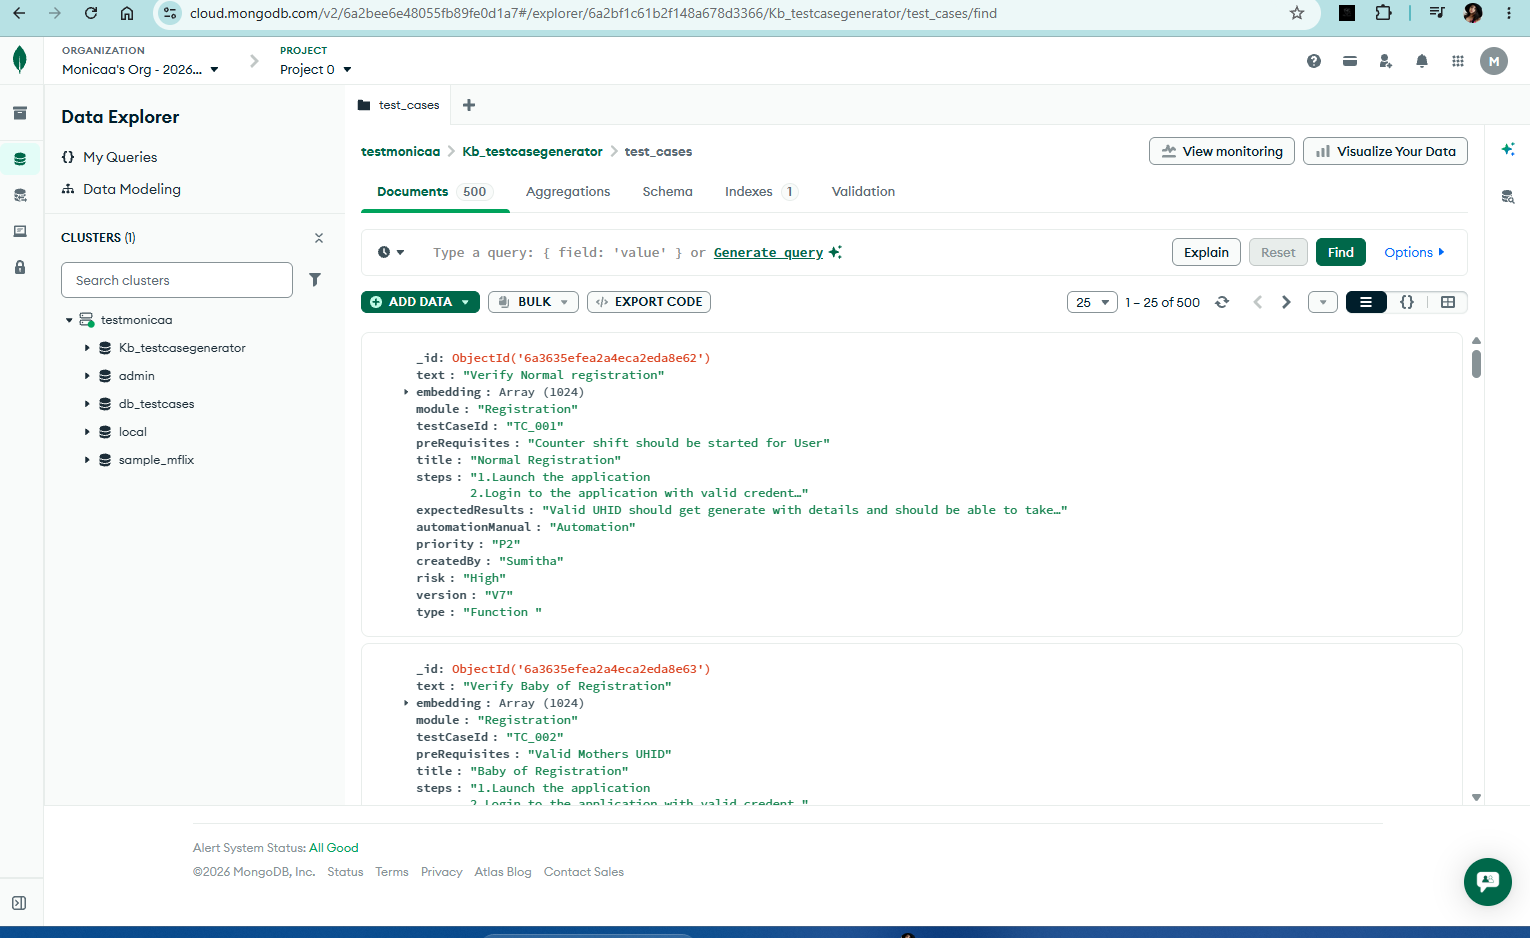 cloud.mongodb.com/v2/6a2bee6e48055fb89fe0d1a7#/explorer/6a2bf1c61b2f148a678d3366/Kb_testcasegenerator/test_cases/find
ORGANIZATION
Monicaa's Org - 2026...
PROJECT
Project 0
M
Data Explorer
My Queries
Data Modeling
CLUSTERS (1)
Search clusters
testmonicaa
Kb_testcasegenerator
admin
db_testcases
local
sample_mflix
test_cases
testmonicaa > Kb_testcasegenerator > test_cases
View monitoring
Visualize Your Data
Documents 500 Aggregations Schema Indexes 1 Validation
Type a query: { field: 'value' } or Generate query
Explain Reset Find Options
ADD DATA BULK EXPORT CODE
25 1 – 25 of 500
_id: ObjectId('6a3635efea2a4eca2eda8e62')
text : "Verify Normal registration"
embedding : Array (1024)
module : "Registration"
testCaseId : "TC_001"
preRequisites : "Counter shift should be started for User"
title : "Normal Registration"
steps : "1.Launch the application
2.Login to the application with valid credent…"
expectedResults : "Valid UHID should get generate with details and should be able to take…"
automationManual : "Automation"
priority : "P2"
createdBy : "Sumitha"
risk : "High"
version : "V7"
type : "Function "
_id: ObjectId('6a3635efea2a4eca2eda8e63')
text : "Verify Baby of Registration"
embedding : Array (1024)
module : "Registration"
testCaseId : "TC_002"
preRequisites : "Valid Mothers UHID"
title : "Baby of Registration"
steps : "1.Launch the application
2.Login to the application with valid credent…"
Alert System Status: All Good
©2026 MongoDB, Inc. Status Terms Privacy Atlas Blog Contact Sales